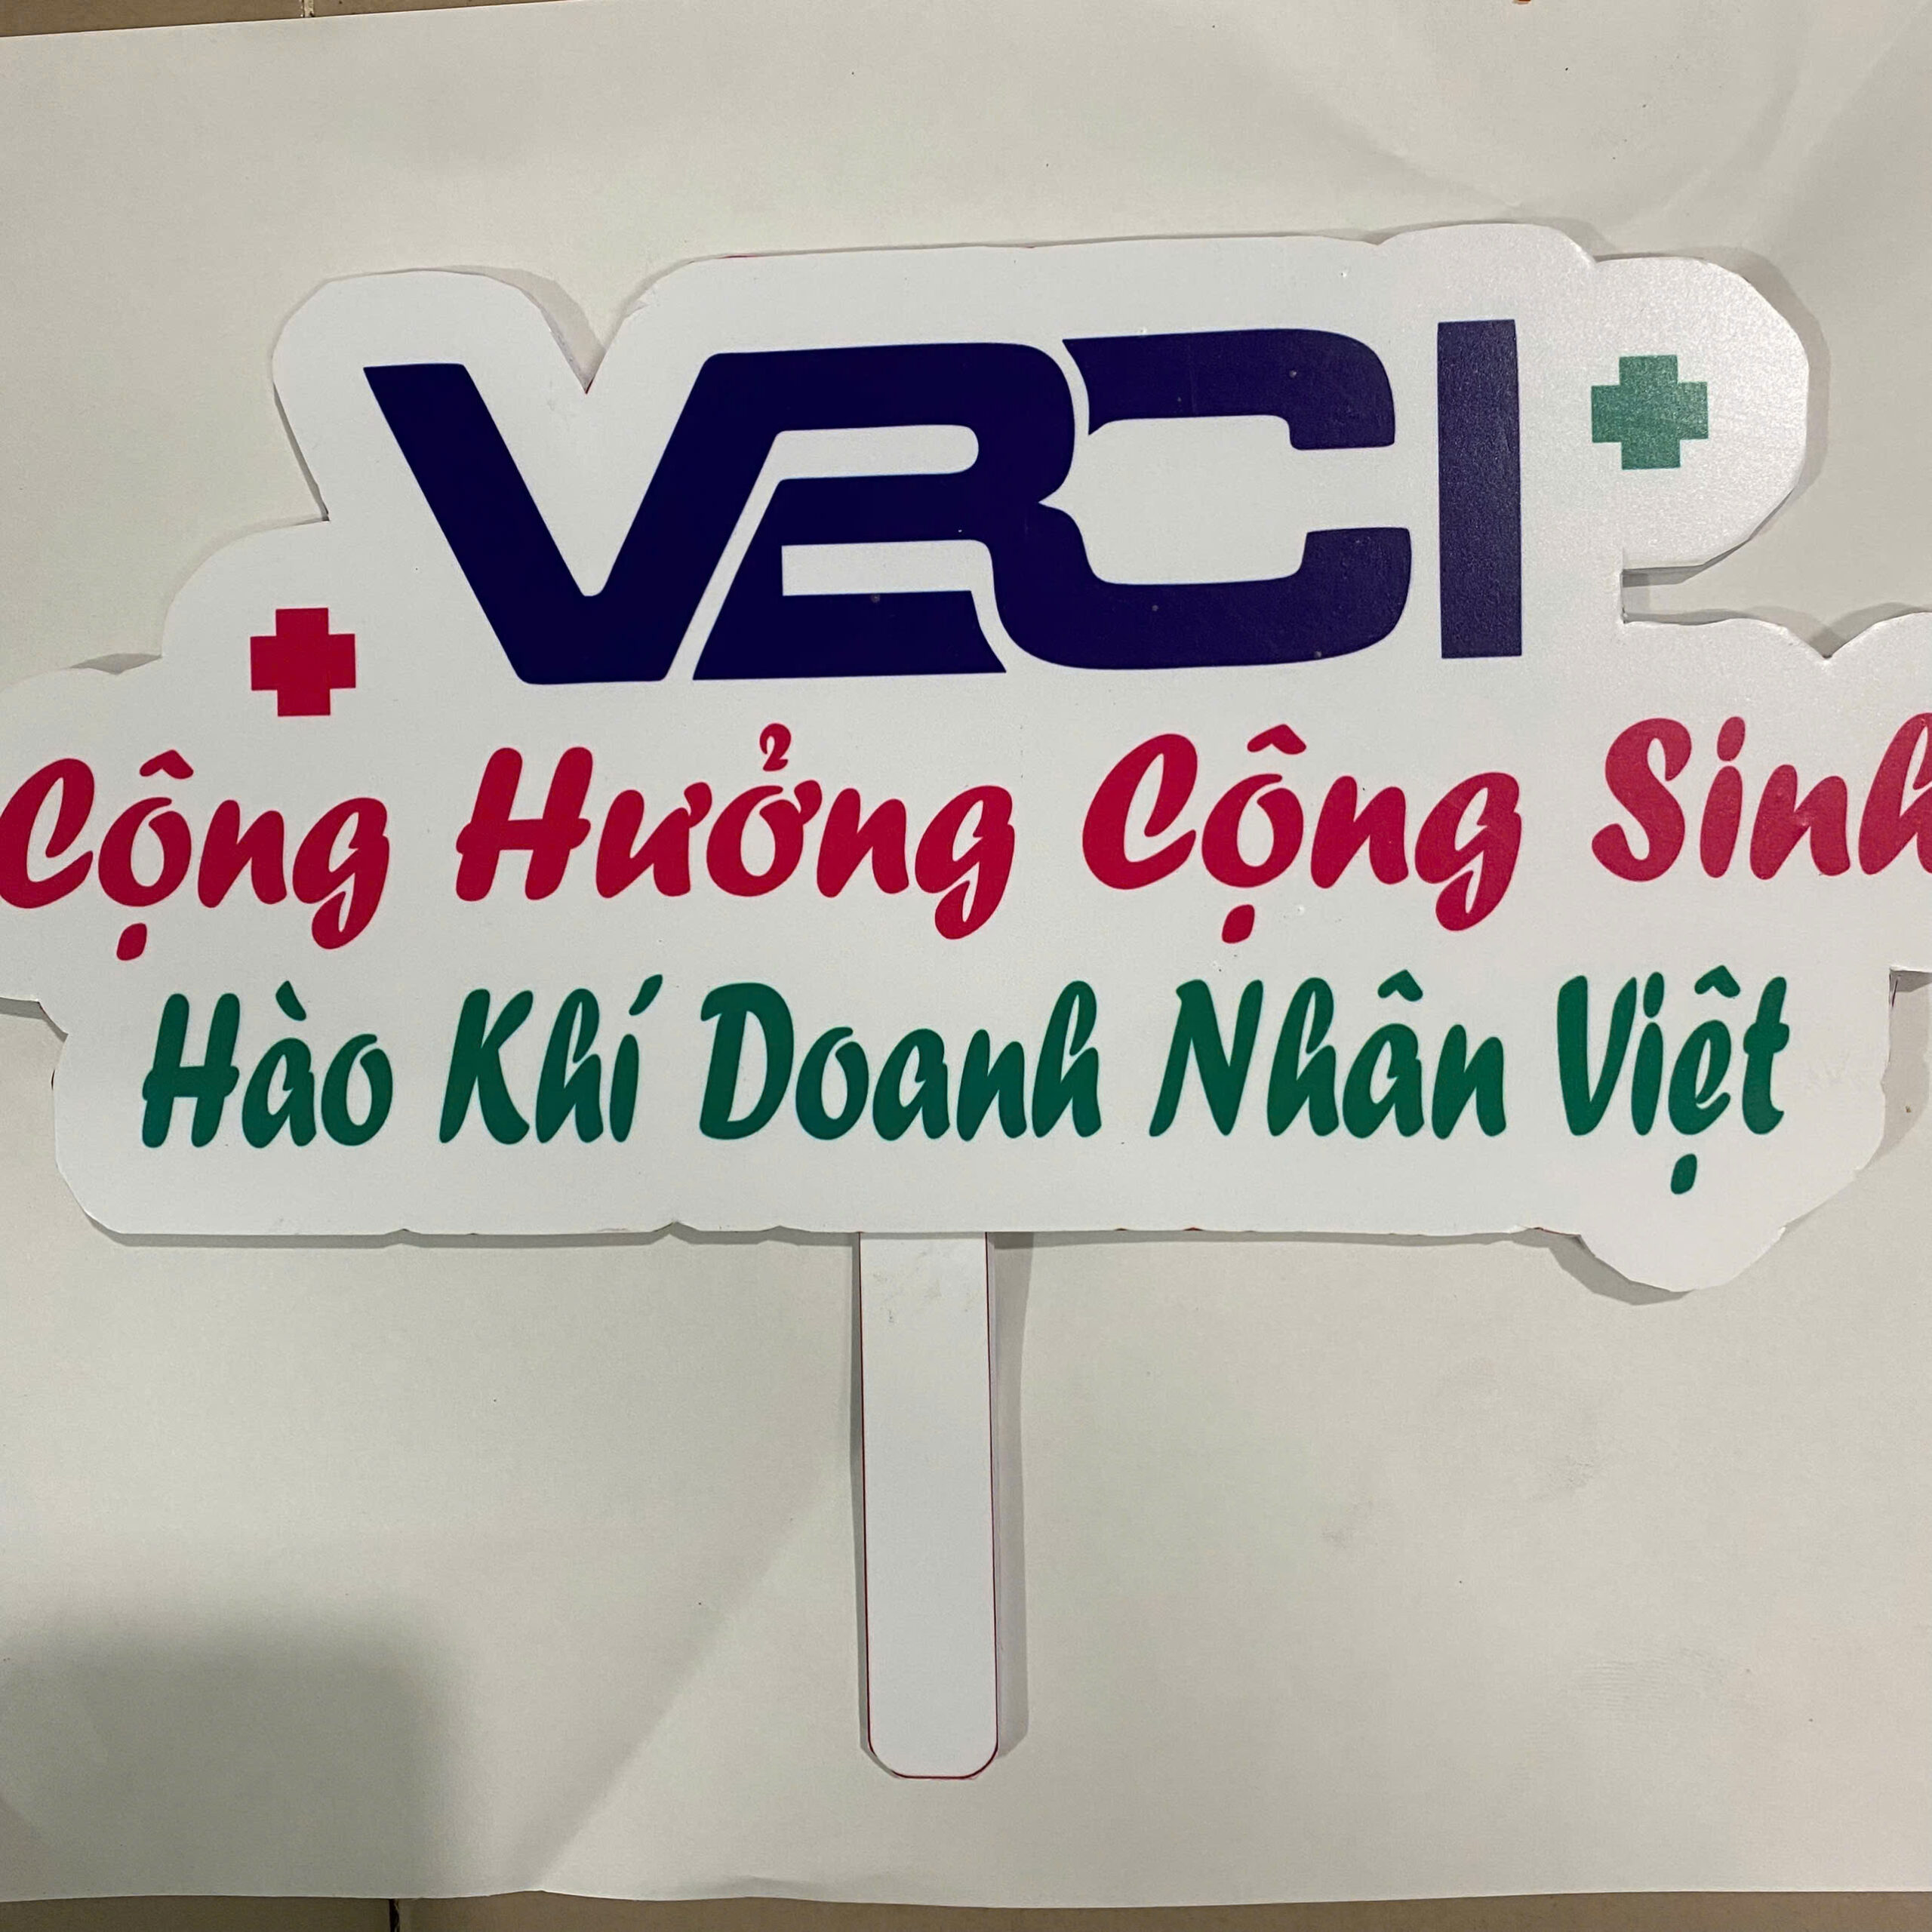 VBCI
Cộng Hưởng Cộng Sinh
Hào Khí Doanh Nhân Việt